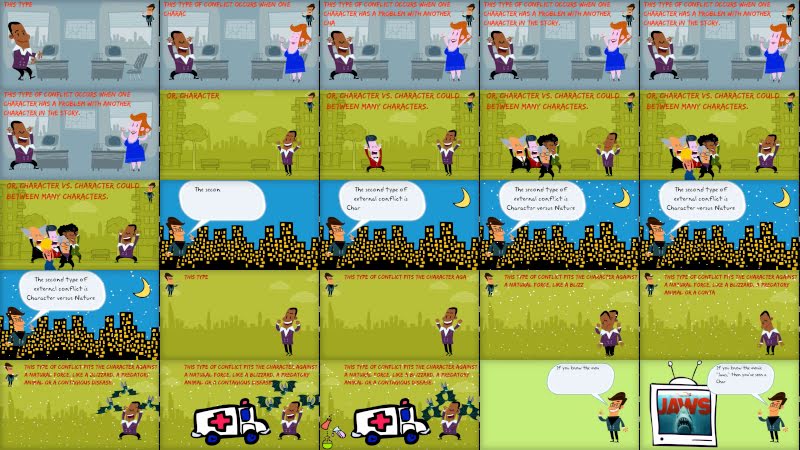 THIS TYPE
THIS TYPE OF CONFLICT OCCURS WHEN ONE
CHARAC
THIS TYPE OF CONFLICT OCCURS WHEN ONE
CHARACTER HAS A PROBLEM WITH ANOTHER
CHA
THIS TYPE OF CONFLICT OCCURS WHEN ONE
CHARACTER HAS A PROBLEM WITH ANOTHER
CHARACTER IN THE STORY.
THIS TYPE OF CONFLICT OCCURS WHEN ONE
CHARACTER HAS A PROBLEM WITH ANOTHER
CHARACTER IN THE STORY.
THIS TYPE OF CONFLICT OCCURS WHEN ONE
CHARACTER HAS A PROBLEM WITH ANOTHER
CHARACTER IN THE STORY.
OR, CHARACTER
OR, CHARACTER VS. CHARACTER COULD
BETWEEN MANY CHARACTERS.
OR, CHARACTER VS. CHARACTER COULD
BETWEEN MANY CHARACTERS.
OR, CHARACTER VS. CHARACTER COULD
BETWEEN MANY CHARACTERS.
OR, CHARACTER VS. CHARACTER COULD
BETWEEN MANY CHARACTERS.
The secon
The second type of
external conflict is
Char
The second type of
external conflict is
Character versus Nature
The second type of
external conflict is
Character versus Nature
The second type of
external conflict is
Character versus Nature
THIS TYPE
THIS TYPE OF CONFLICT PITS THE CHARACTER AGA
THIS TYPE OF CONFLICT PITS THE CHARACTER AGAINST
A NATURAL FORCE, LIKE A BLIZZ
THIS TYPE OF CONFLICT PITS THE CHARACTER AGAINST
A NATURAL FORCE, LIKE A BLIZZARD, A PREDATORY
ANIMAL OR A CONTA
THIS TYPE OF CONFLICT PITS THE CHARACTER AGAINST
A NATURAL FORCE, LIKE A BLIZZARD, A PREDATORY
ANIMAL OR A CONTAGIOUS DISEASE.
THIS TYPE OF CONFLICT PITS THE CHARACTER AGAINST
A NATURAL FORCE, LIKE A BLIZZARD, A PREDATORY
ANIMAL OR A CONTAGIOUS DISEASE.
THIS TYPE OF CONFLICT PITS THE CHARACTER AGAINST
A NATURAL FORCE, LIKE A BLIZZARD, A PREDATORY
ANIMAL OR A CONTAGIOUS DISEASE.
If you know the mov
If you know the movie
"Jaws," then you've seen a
Char
JAWS